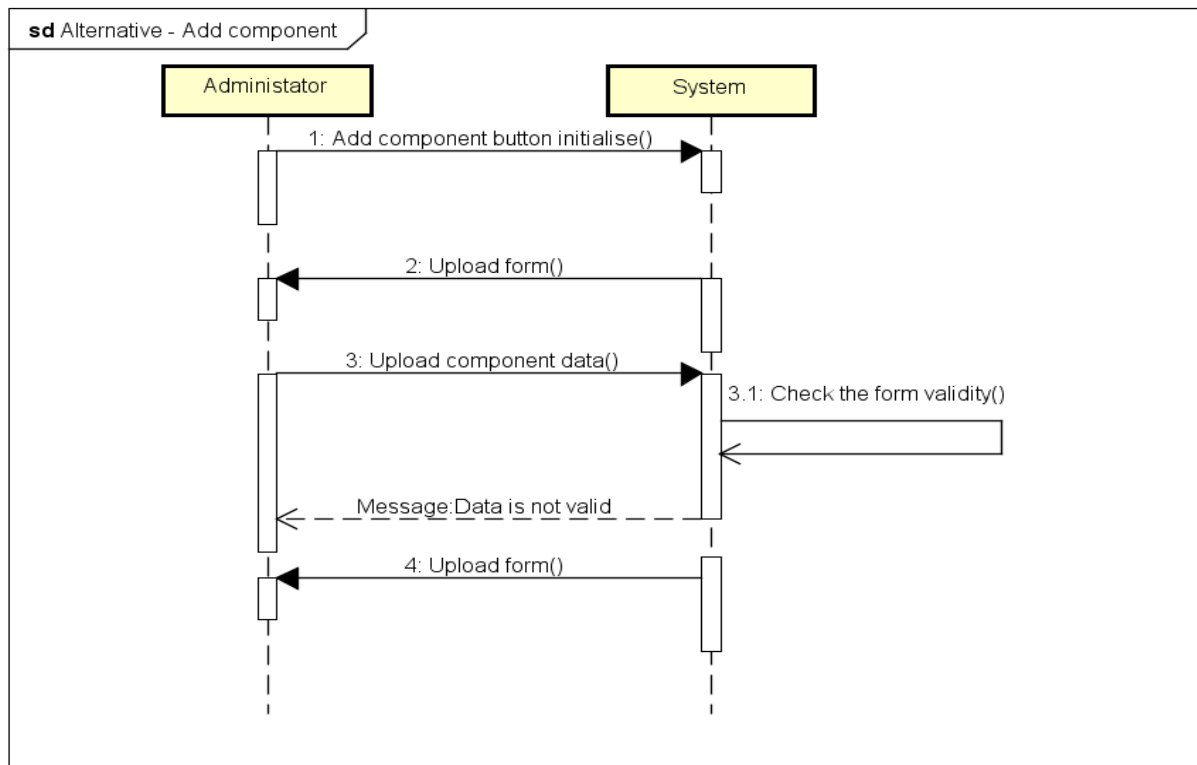 sd Alternative - Add component
Administator
System
1: Add component button initialise()
2: Upload form()
3: Upload component data()
3.1: Check the form validity()
Message:Data is not valid
4: Upload form()